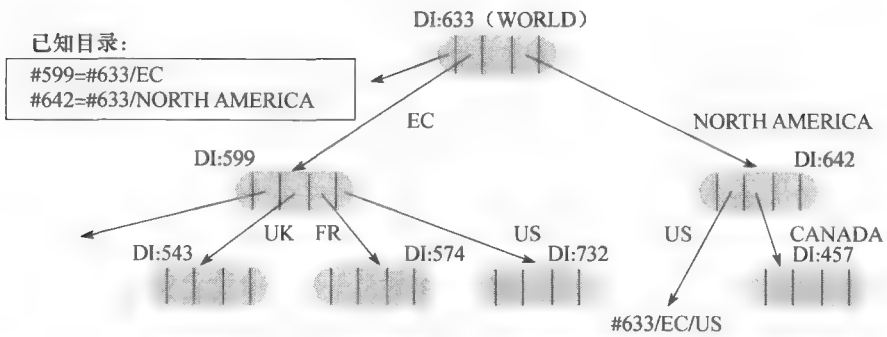 DI:633（WORLD）
已知目录：
#599=#633/EC
#642=#633/NORTH AMERICA
EC
NORTH AMERICA
DI:599
DI:642
UK
FR
US
US
CANADA
DI:543
DI:574
DI:732
DI:457
#633/EC/US